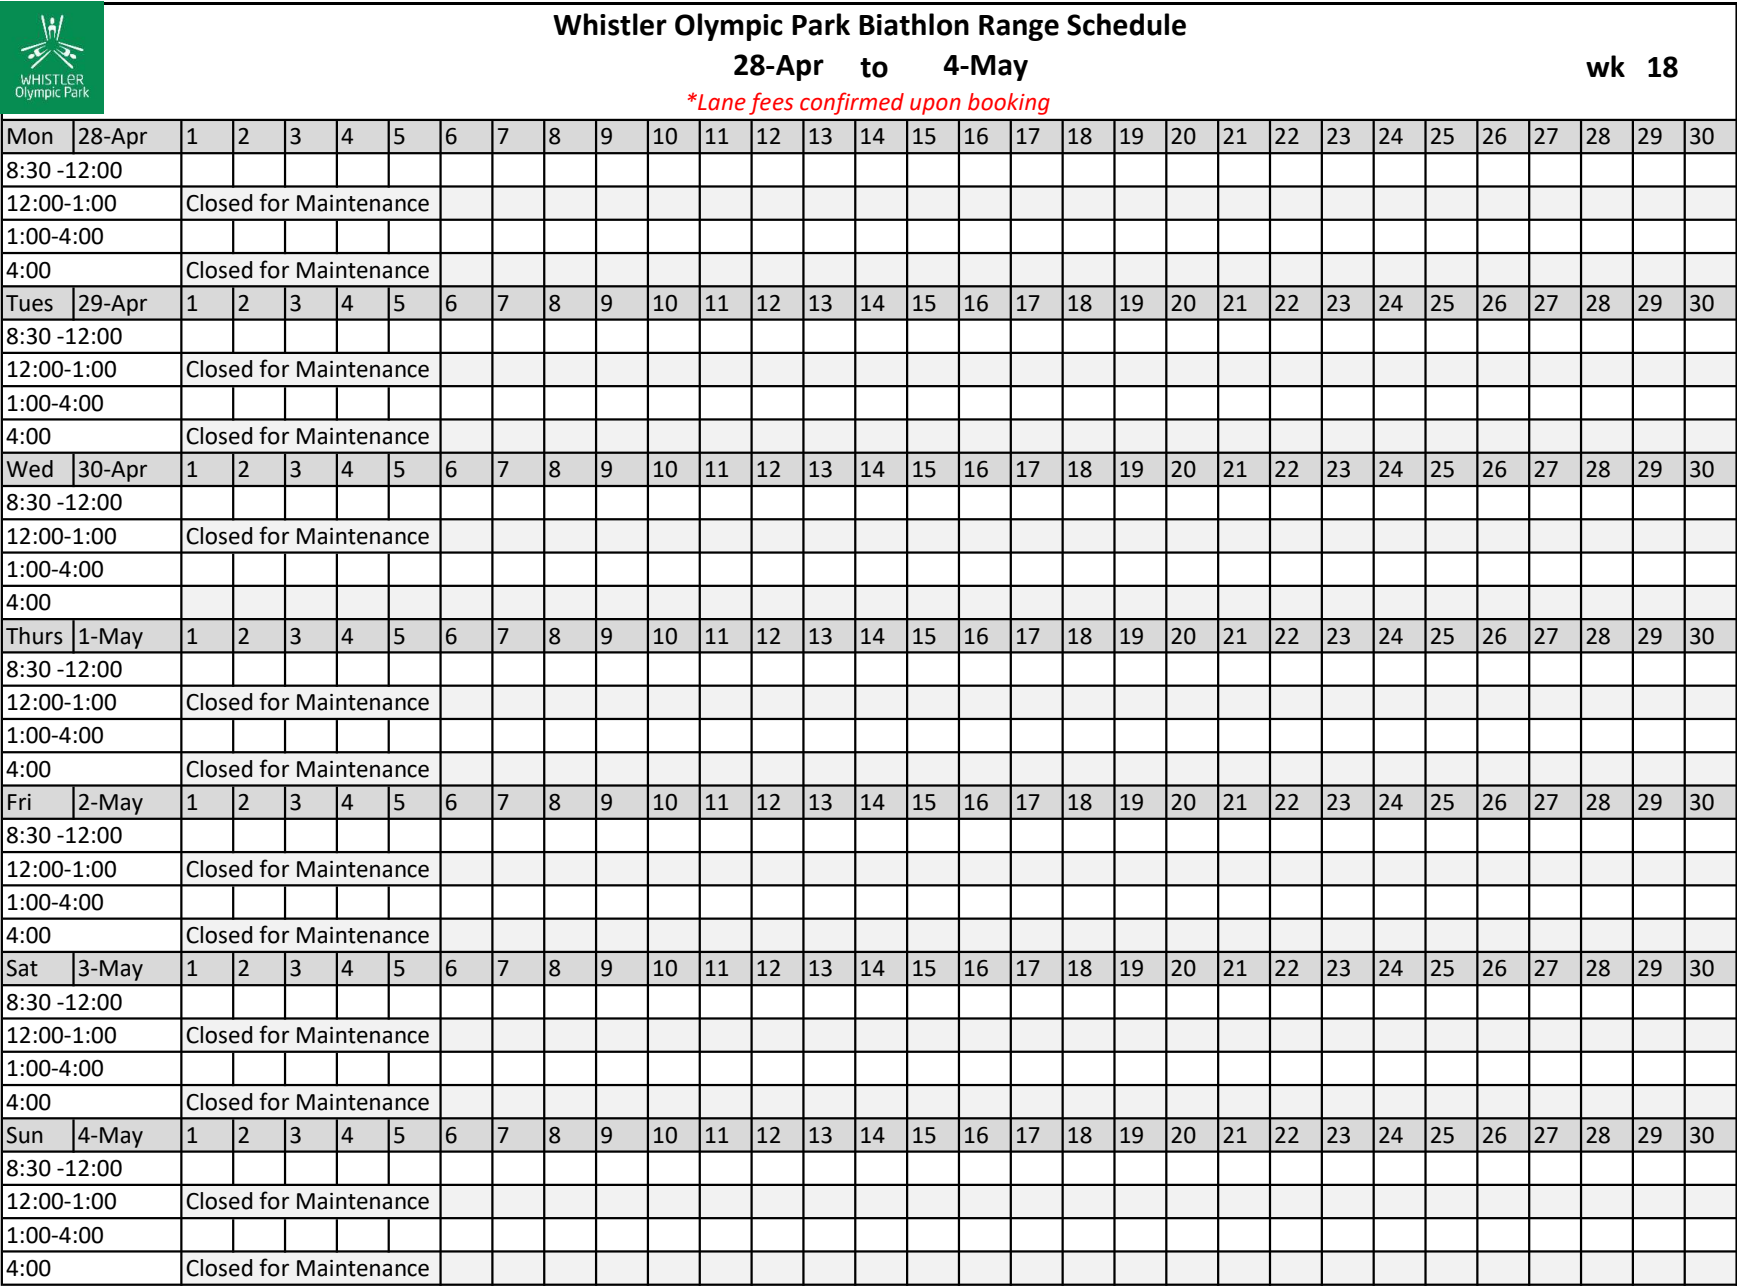 WHISTLER
Olympic Park
Whistler Olympic Park Biathlon Range Schedule
28-Apr to 4-May wk 18
*Lane fees confirmed upon booking
Mon 28-Apr 1 2 3 4 5 6 7 8 9 10 11 12 13 14 15 16 17 18 19 20 21 22 23 24 25 26 27 28 29 30
8:30 -12:00
12:00-1:00 Closed for Maintenance
1:00-4:00
4:00 Closed for Maintenance
Tues 29-Apr 1 2 3 4 5 6 7 8 9 10 11 12 13 14 15 16 17 18 19 20 21 22 23 24 25 26 27 28 29 30
8:30 -12:00
12:00-1:00 Closed for Maintenance
1:00-4:00
4:00 Closed for Maintenance
Wed 30-Apr 1 2 3 4 5 6 7 8 9 10 11 12 13 14 15 16 17 18 19 20 21 22 23 24 25 26 27 28 29 30
8:30 -12:00
12:00-1:00 Closed for Maintenance
1:00-4:00
4:00
Thurs 1-May 1 2 3 4 5 6 7 8 9 10 11 12 13 14 15 16 17 18 19 20 21 22 23 24 25 26 27 28 29 30
8:30 -12:00
12:00-1:00 Closed for Maintenance
1:00-4:00
4:00 Closed for Maintenance
Fri 2-May 1 2 3 4 5 6 7 8 9 10 11 12 13 14 15 16 17 18 19 20 21 22 23 24 25 26 27 28 29 30
8:30 -12:00
12:00-1:00 Closed for Maintenance
1:00-4:00
4:00 Closed for Maintenance
Sat 3-May 1 2 3 4 5 6 7 8 9 10 11 12 13 14 15 16 17 18 19 20 21 22 23 24 25 26 27 28 29 30
8:30 -12:00
12:00-1:00 Closed for Maintenance
1:00-4:00
4:00 Closed for Maintenance
Sun 4-May 1 2 3 4 5 6 7 8 9 10 11 12 13 14 15 16 17 18 19 20 21 22 23 24 25 26 27 28 29 30
8:30 -12:00
12:00-1:00 Closed for Maintenance
1:00-4:00
4:00 Closed for Maintenance